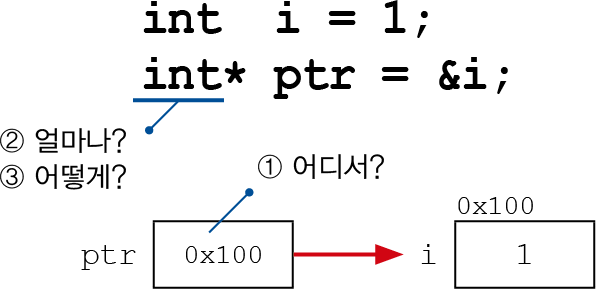 int i = 1;
int* ptr = &i;
② 얼마나?
③ 어떻게?
① 어디서?
0x100
ptr 0x100 i 1